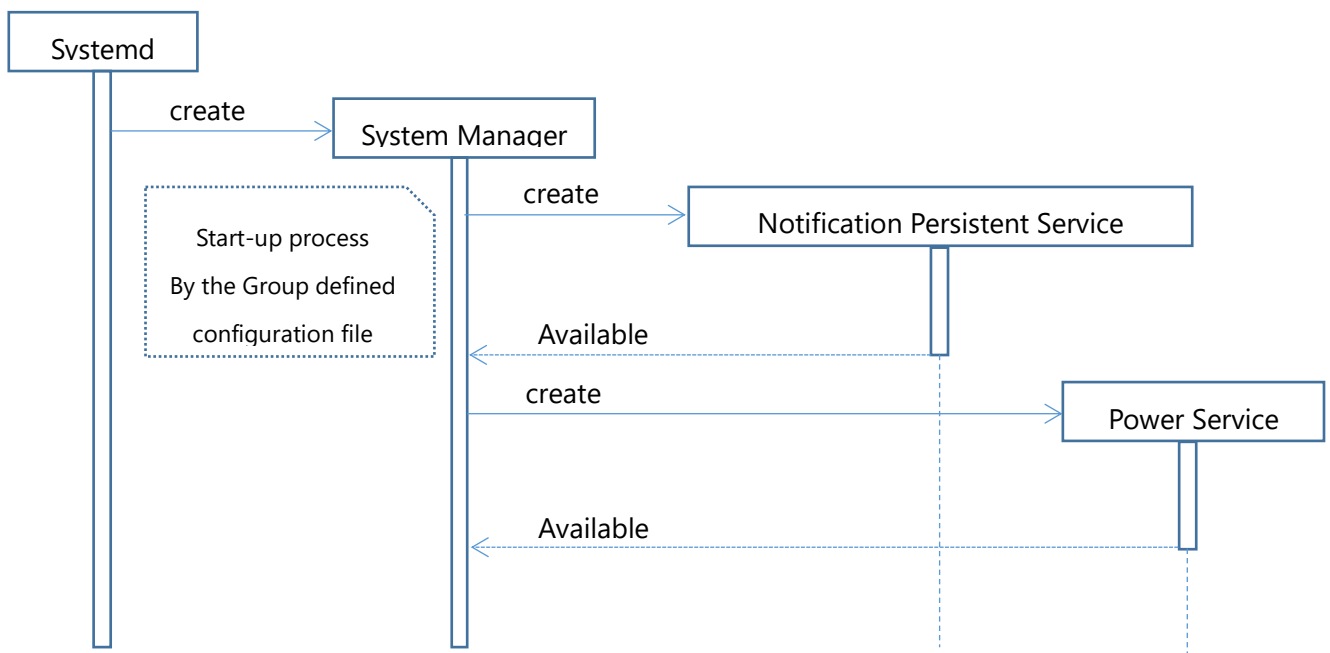 Systemd
create
System Manager
create
Notification Persistent Service
Start-up process
By the Group defined
configuration file
Available
create
Power Service
Available